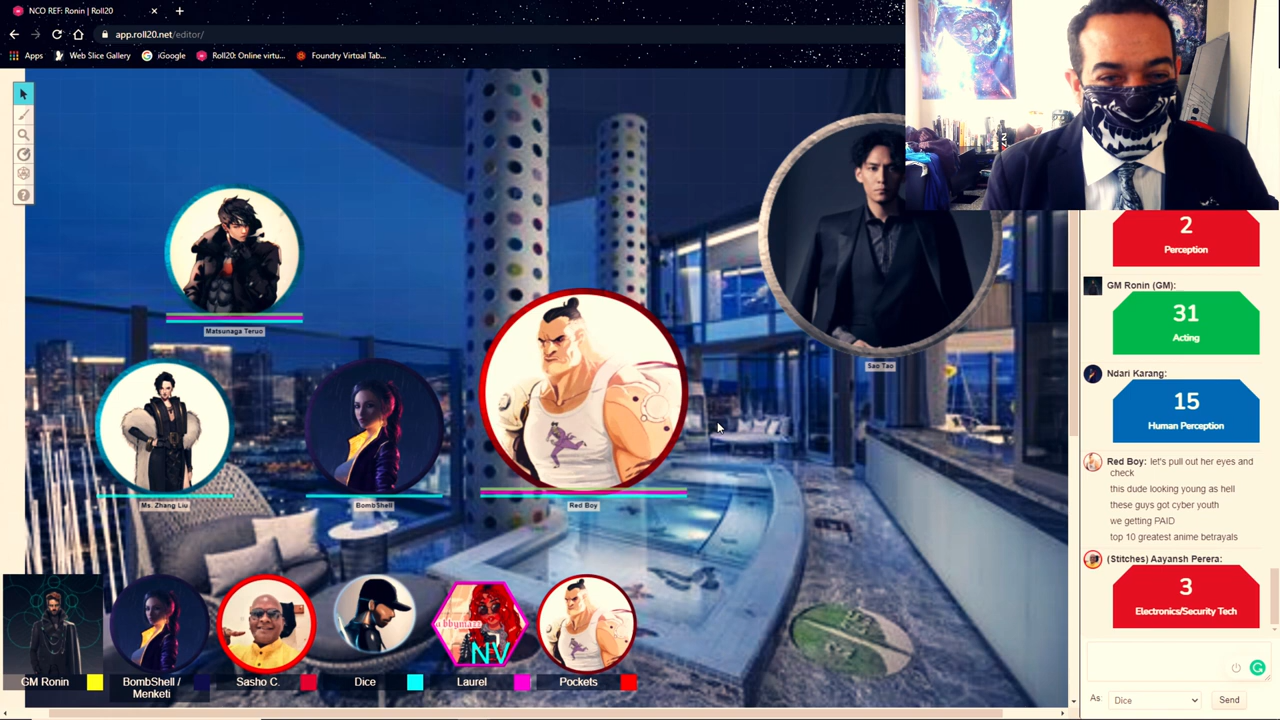 NCO REF: Ronin | Roll20
app.roll20.net/editor/
Apps
Web Slice Gallery
iGoogle
Roll20: Online virtu...
Foundry Virtual Tab...
2
Perception
GM Ronin (GM):
31
Acting
Ndari Karang:
15
Human Perception
Red Boy: let's pull out her eyes and
check
this dude looking young as hell
these guys got cyber youth
we getting PAID
top 10 greatest anime betrayals
(Stitches) Aayansh Perera:
3
Electronics/Security Tech
As:
Dice
Send
Matsunaga Teruo
Sao Tao
Ms. Zhang Liu
BombShell
Red Boy
NV
GM Ronin
BombShell /
Menketi
Sasho C.
Dice
Laurel
Pockets